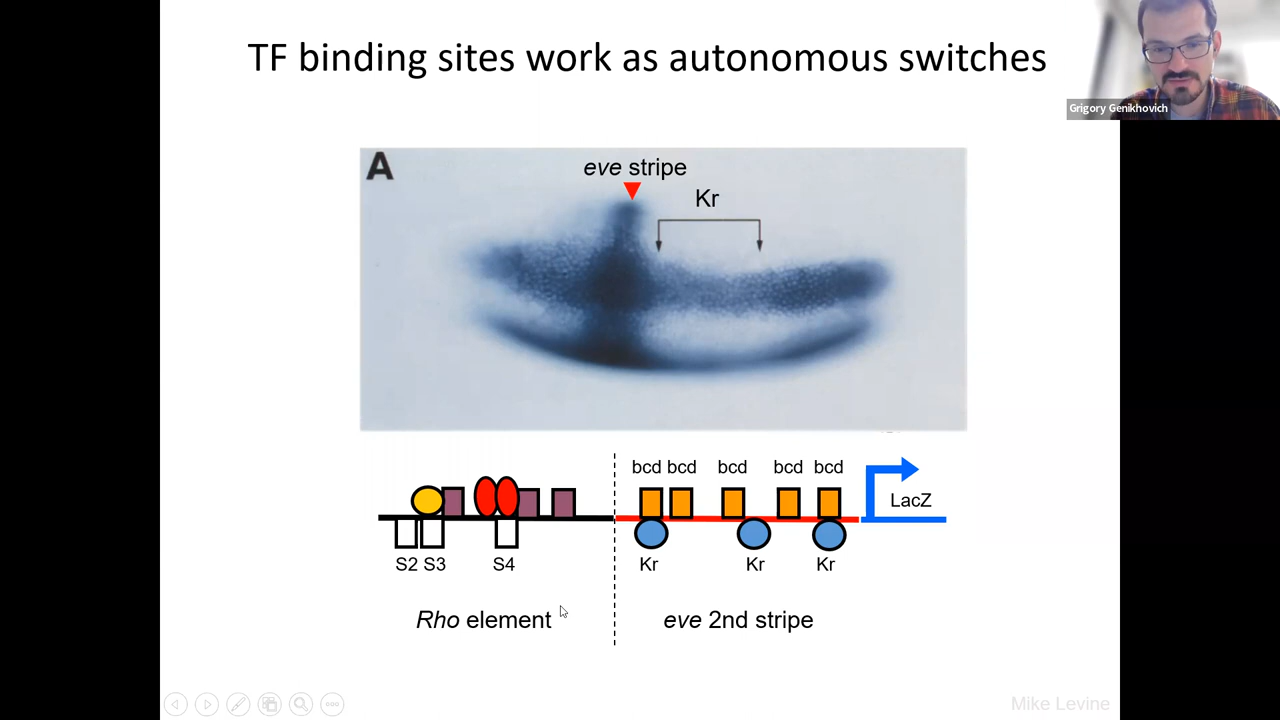 TF binding sites work as autonomous switches
Grigory Genikhovich
A
eve stripe
Kr
bcd bcd bcd bcd bcd
LacZ
S2 S3 S4
Kr Kr Kr
Rho element
eve 2nd stripe
Mike Levine